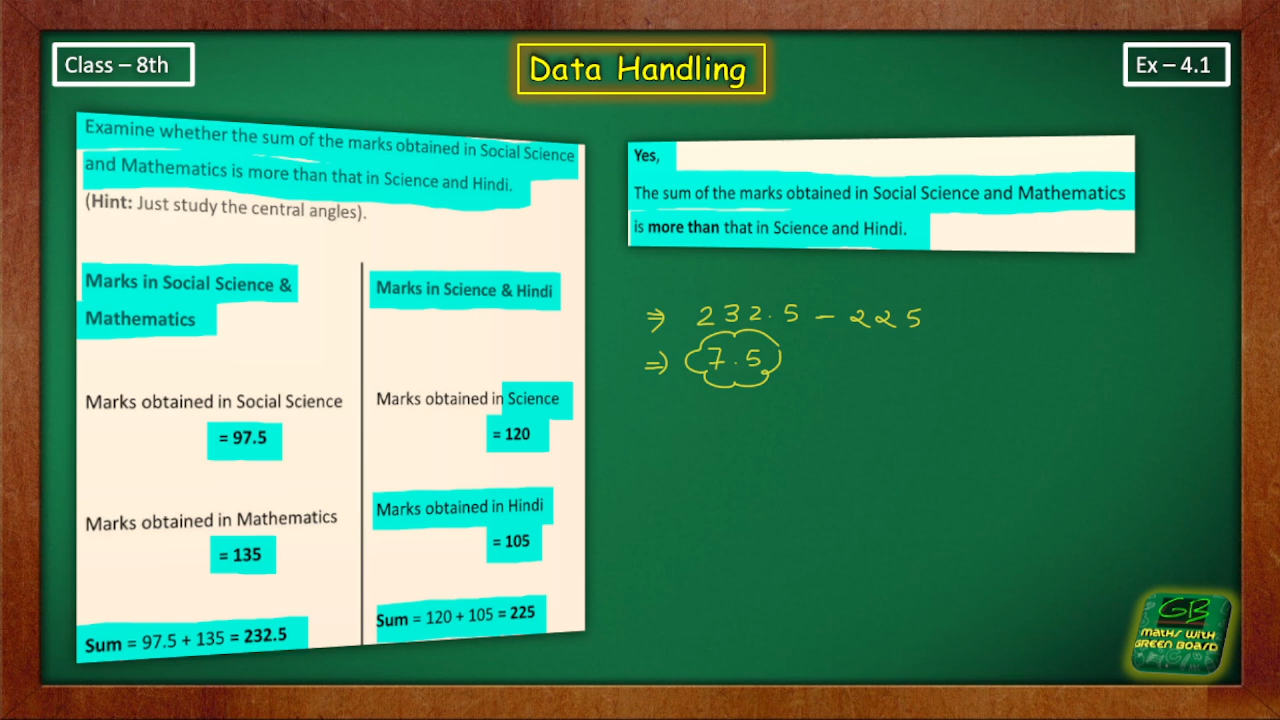 Class – 8th
Data Handling
Ex – 4.1
Examine whether the sum of the marks obtained in Social Science
and Mathematics is more than that in Science and Hindi.
(Hint: Just study the central angles).
Marks in Social Science &
Mathematics
Marks obtained in Social Science
= 97.5
Marks obtained in Mathematics
= 135
Sum = 97.5 + 135 = 232.5
Marks in Science & Hindi
Marks obtained in Science
= 120
Marks obtained in Hindi
= 105
Sum = 120 + 105 = 225
Yes,
The sum of the marks obtained in Social Science and Mathematics
is more than that in Science and Hindi.
⇒ 232.5 – 225
⇒ 7.5
GB
MATHS WITH
GREEN BOARD